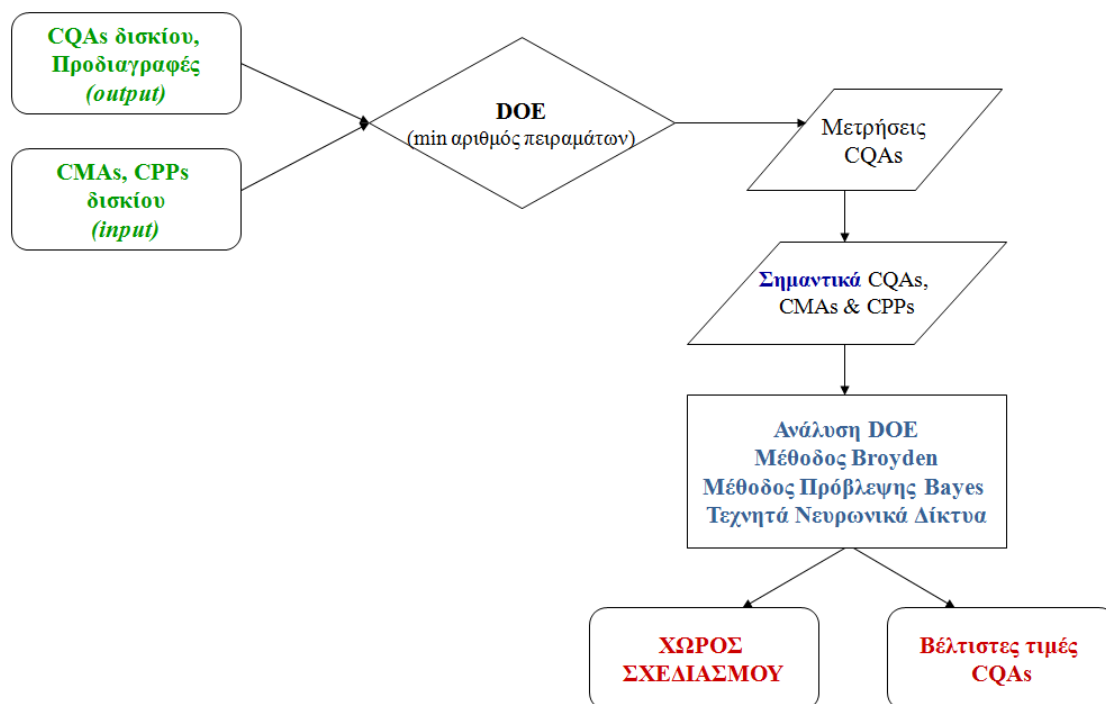 CQAs δισκίου,
Προδιαγραφές
(output)
CMAs, CPPs
δισκίου
(input)
DOE
(min αριθμός πειραμάτων)
Μετρήσεις
CQAs
Σημαντικά CQAs,
CMAs & CPPs
Ανάλυση DOE
Μέθοδος Broyden
Μέθοδος Πρόβλεψης Bayes
Τεχνητά Νευρωνικά Δίκτυα
ΧΩΡΟΣ
ΣΧΕΔΙΑΣΜΟΥ
Βέλτιστες τιμές
CQAs